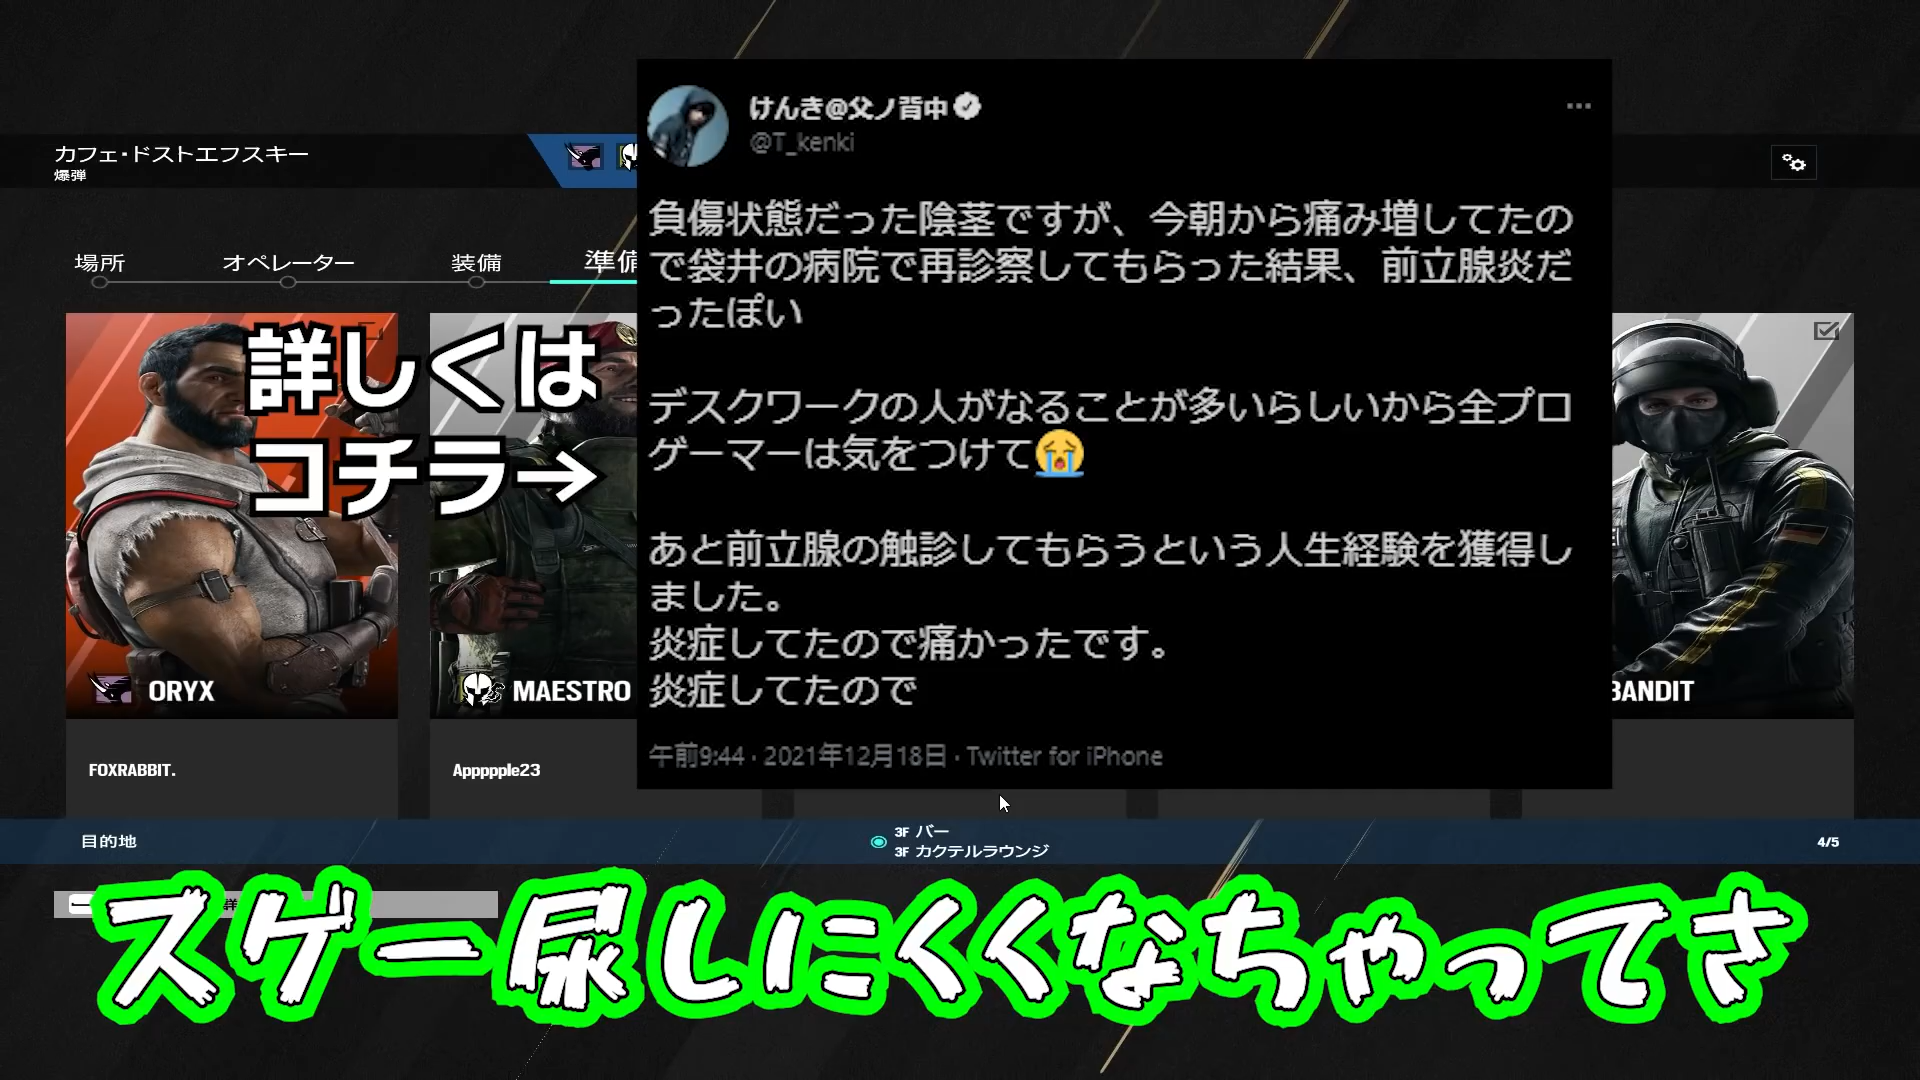 けんき@父ノ背中
@T_kenki
カフェ・ドストエフスキー
爆弾
場所
オペレーター
装備
準備
負傷状態だった陰茎ですが、今朝から痛み増してたの
で袋井の病院で再診察してもらった結果、前立腺炎だ
ったぽい
デスクワークの人がなることが多いらしいから全プロ
ゲーマーは気をつけて😭
あと前立腺の触診してもらうという人生経験を獲得し
ました。
炎症してたので痛かったです。
炎症してたので
午前9:44 · 2021年12月18日 · Twitter for iPhone
詳しくは
コチラ→
ORYX
MAESTRO
BANDIT
FOXRABBIT.
Appppple23
目的地
3F バー
3F カクテルラウンジ
4/5
スゲー尿しにくくなちゃってさ